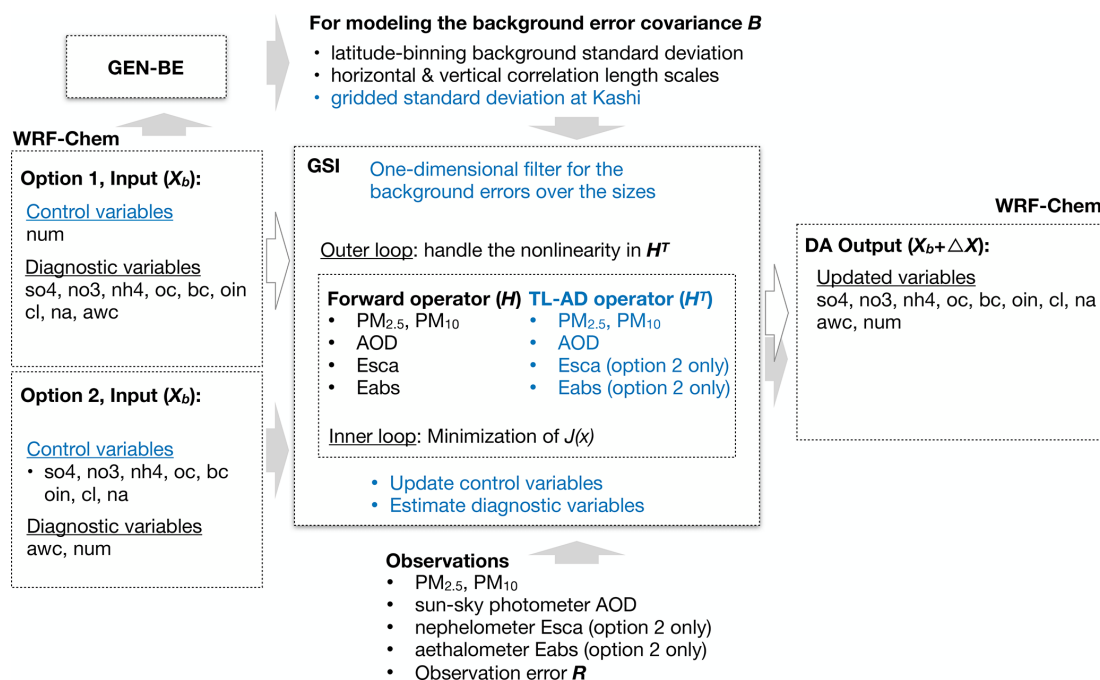 For modeling the background error covariance B
• latitude-binning background standard deviation
• horizontal & vertical correlation length scales
• gridded standard deviation at Kashi
GEN-BE
WRF-Chem
Option 1, Input (Xb):
Control variables
num
Diagnostic variables
so4, no3, nh4, oc, bc, oin
cl, na, awc
Option 2, Input (Xb):
Control variables
• so4, no3, nh4, oc, bc
oin, cl, na
Diagnostic variables
awc, num
GSI
One-dimensional filter for the
background errors over the sizes
Outer loop: handle the nonlinearity in Hᵀ
Forward operator (H)
• PM2.5, PM10
• AOD
• Esca
• Eabs
TL-AD operator (Hᵀ)
• PM2.5, PM10
• AOD
• Esca (option 2 only)
• Eabs (option 2 only)
Inner loop: Minimization of J(x)
• Update control variables
• Estimate diagnostic variables
Observations
• PM2.5, PM10
• sun-sky photometer AOD
• nephelometer Esca (option 2 only)
• aethalometer Eabs (option 2 only)
• Observation error R
WRF-Chem
DA Output (Xb+△X):
Updated variables
so4, no3, nh4, oc, bc, oin, cl, na
awc, num